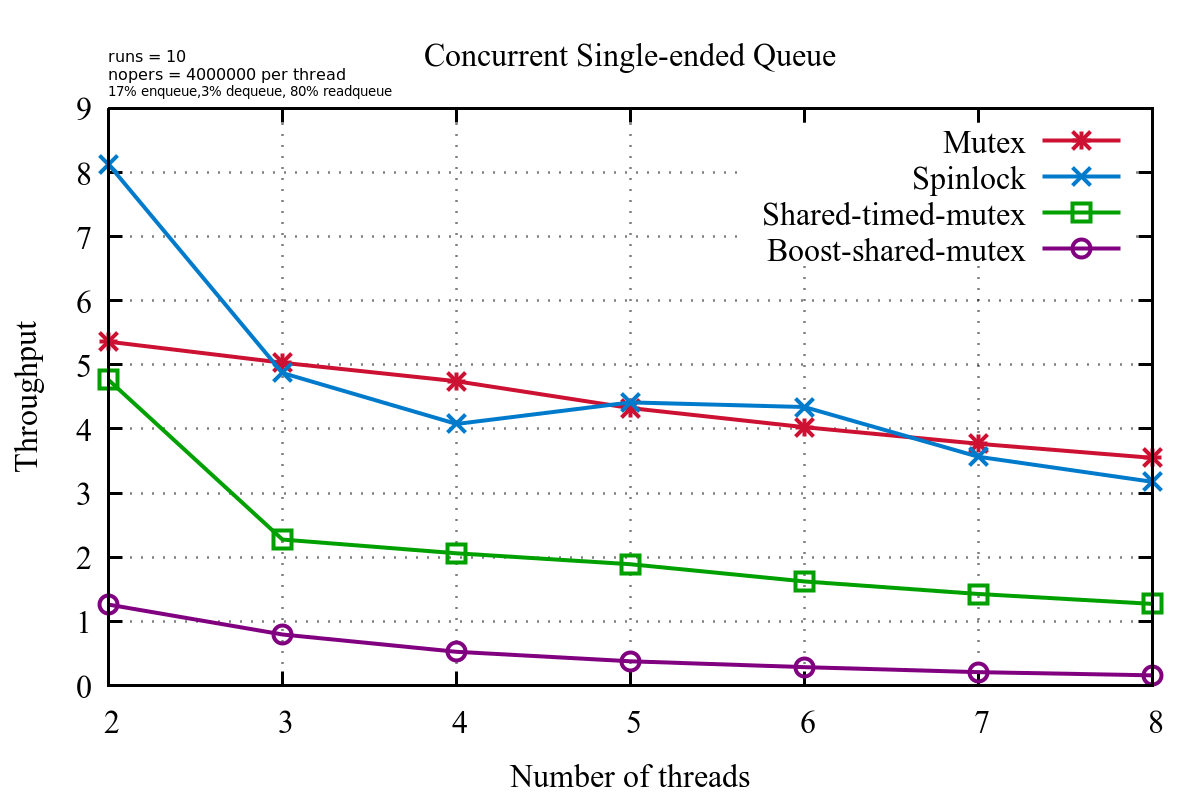 runs = 10
nopers = 4000000 per thread
17% enqueue,3% dequeue, 80% readqueue
Concurrent Single-ended Queue
Mutex
Spinlock
Shared-timed-mutex
Boost-shared-mutex
9
8
7
6
5
4
3
2
1
0
Throughput
2 3 4 5 6 7 8
Number of threads